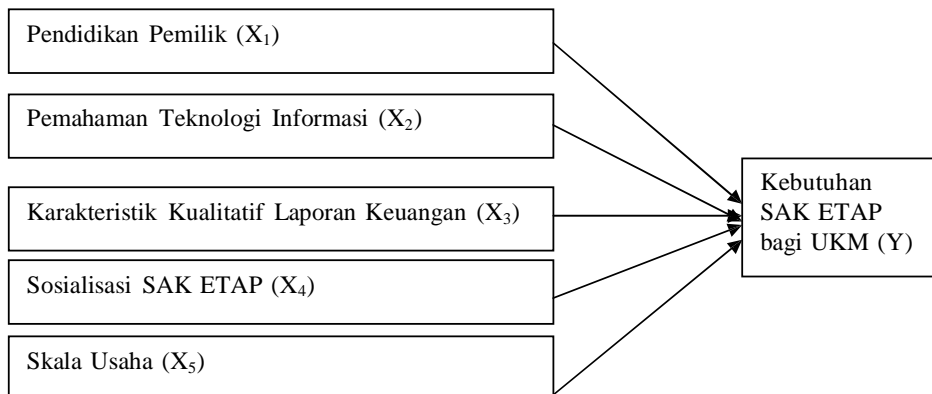 Pendidikan Pemilik (X₁)
Pemahaman Teknologi Informasi (X₂)
Karakteristik Kualitatif Laporan Keuangan (X₃)
Sosialisasi SAK ETAP (X₄)
Skala Usaha (X₅)
Kebutuhan
SAK ETAP
bagi UKM (Y)